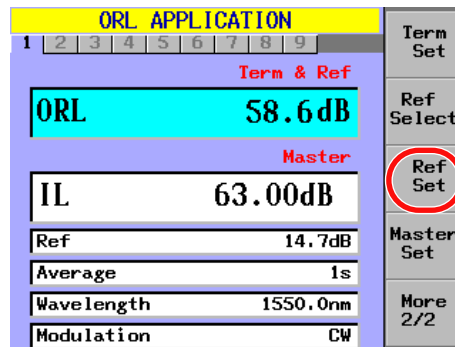 ORL APPLICATION
1 2 3 4 5 6 7 8 9
Term & Ref
ORL 58.6dB
Master
IL 63.00dB
Ref 14.7dB
Average 1s
Wavelength 1550.0nm
Modulation CW
Term
Set
Ref
Select
Ref
Set
Master
Set
More
2/2